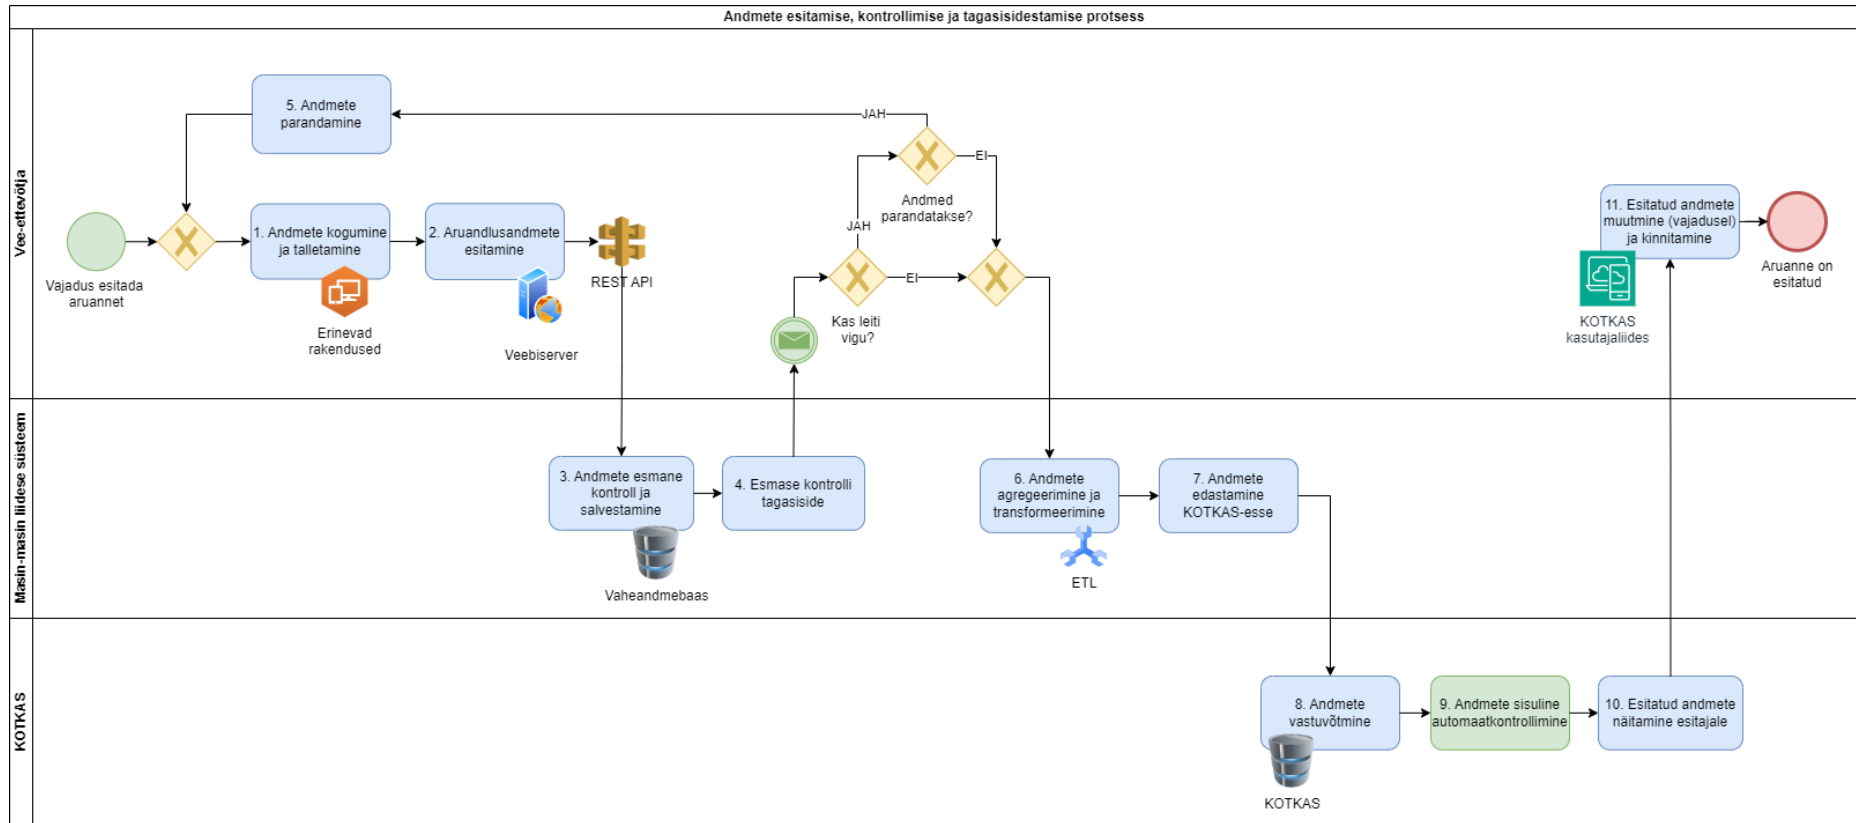 Andmete esitamise, kontrollimise ja tagasisidestamise protsess
Vee-ettevõtja
5. Andmete
parandamine
JAH
EI
Andmed
parandatakse?
Vajadus esitada
aruannet
1. Andmete kogumine
ja talletamine
Erinevad
rakendused
2. Aruandlusandmete
esitamine
Veebiserver
REST API
JAH
EI
Kas leiti
vigu?
11. Esitatud andmete
muutmine (vajadusel)
ja kinnitamine
KOTKAS
kasutajaliides
Aruanne on
esitatud
Masin-masin liidese süsteem
3. Andmete esmane
kontroll ja
salvestamine
Vaheandmebaas
4. Esmase kontrolli
tagasiside
6. Andmete
agregeerimine ja
transformeerimine
ETL
7. Andmete
edastamine
KOTKAS-esse
KOTKAS
8. Andmete
vastuvõtmine
KOTKAS
9. Andmete sisuline
automaatkontrollimine
10. Esitatud andmete
näitamine esitajale